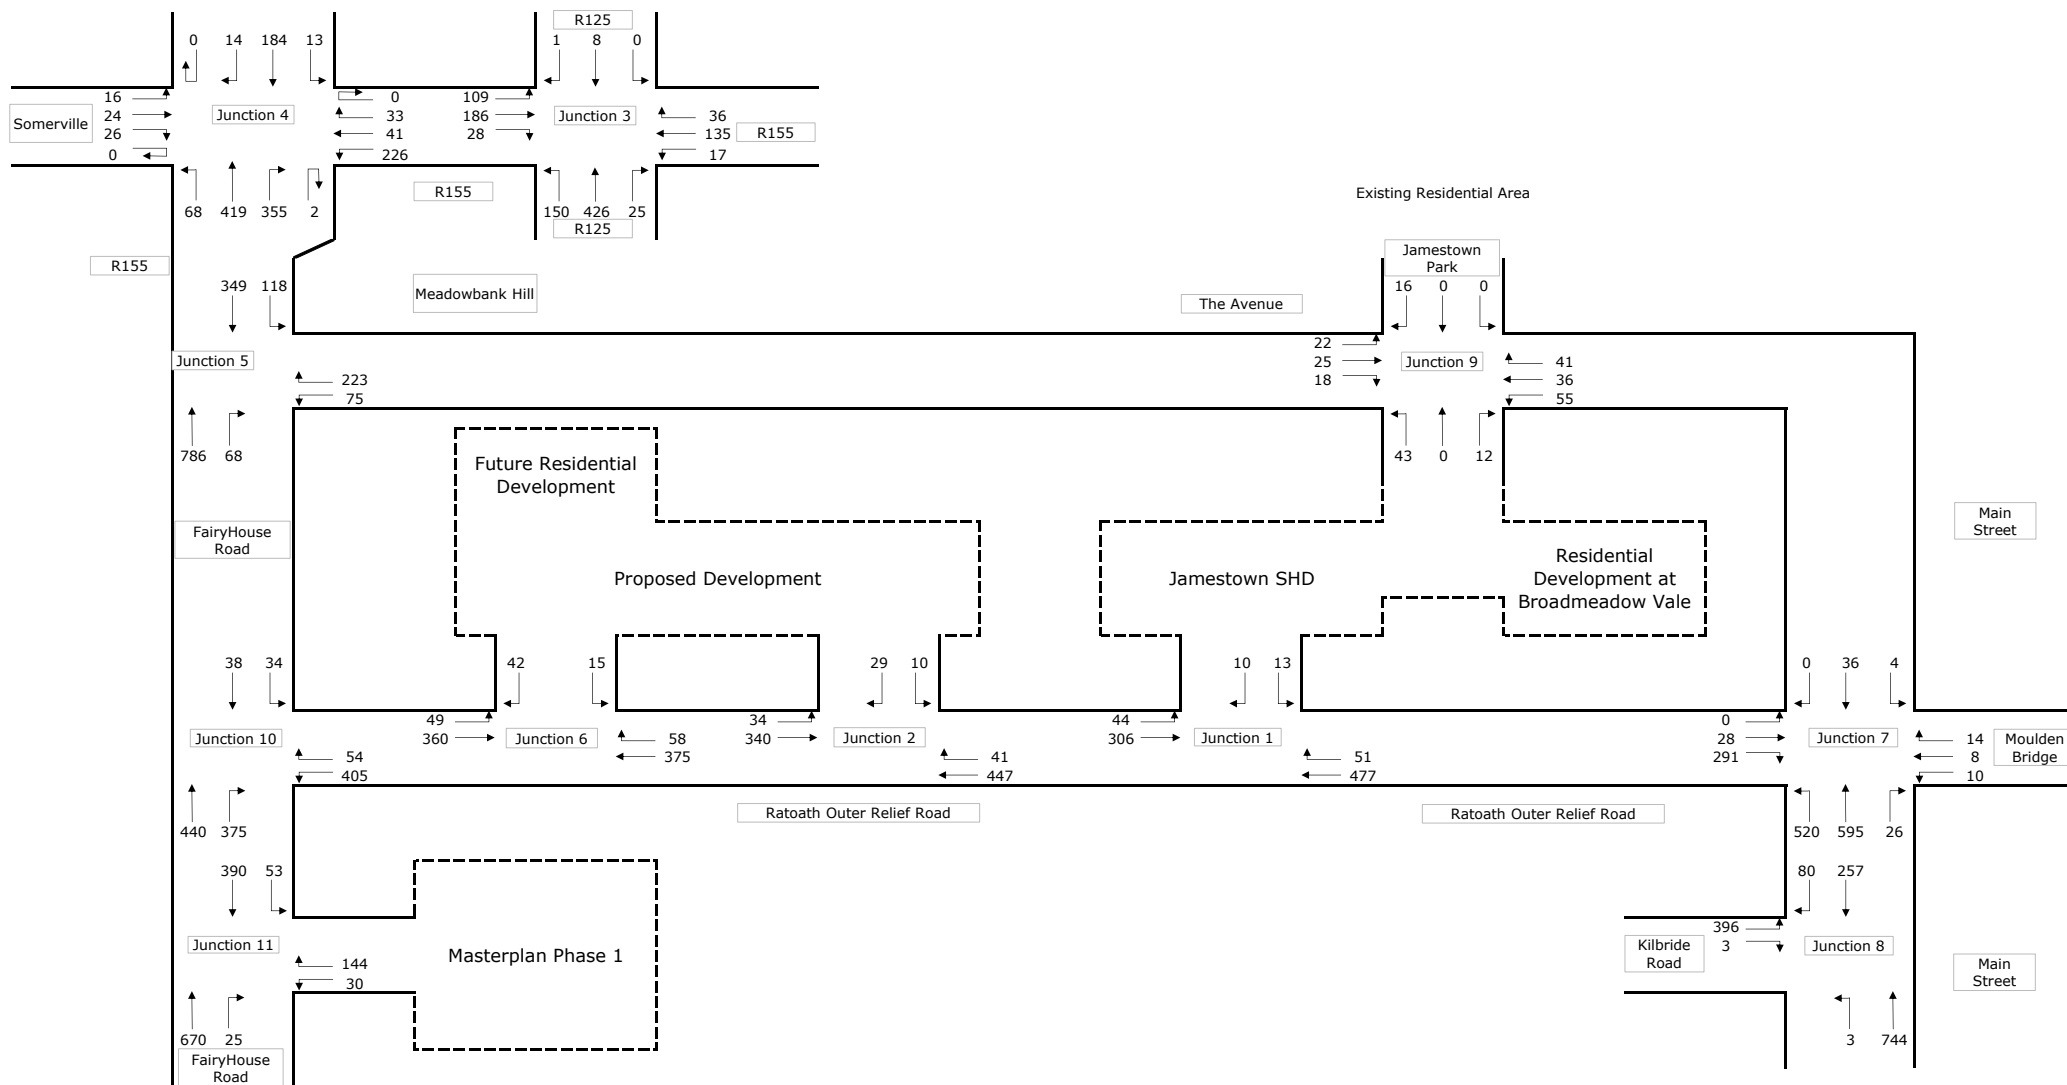 R125
0 14 184 13
1 8 0
16
24
26
0
Somerville
Junction 4
0
33
41
226
109
186
28
Junction 3
36
135
17
R155
68 419 355 2
R155
150 426 25
R125
Existing Residential Area
R155
349 118
Meadowbank Hill
The Avenue
Jamestown
Park
16 0 0
Junction 5
223
75
22
25
18
Junction 9
41
36
55
786 68
43 0 12
Future Residential
Development
FairyHouse
Road
Main
Street
Proposed Development
Jamestown SHD
Residential
Development at
Broadmeadow Vale
38 34
42 15
29 10
10 13
0 36 4
Junction 10
54
405
49
360
Junction 6
58
375
34
340
Junction 2
41
447
44
306
Junction 1
51
477
0
28
291
Junction 7
14
8
10
Moulden
Bridge
440 375
Ratoath Outer Relief Road
Ratoath Outer Relief Road
520 595 26
390 53
80 257
Junction 11
144
30
Masterplan Phase 1
396
3
Kilbride
Road
Junction 8
Main
Street
670 25
3 744
FairyHouse
Road